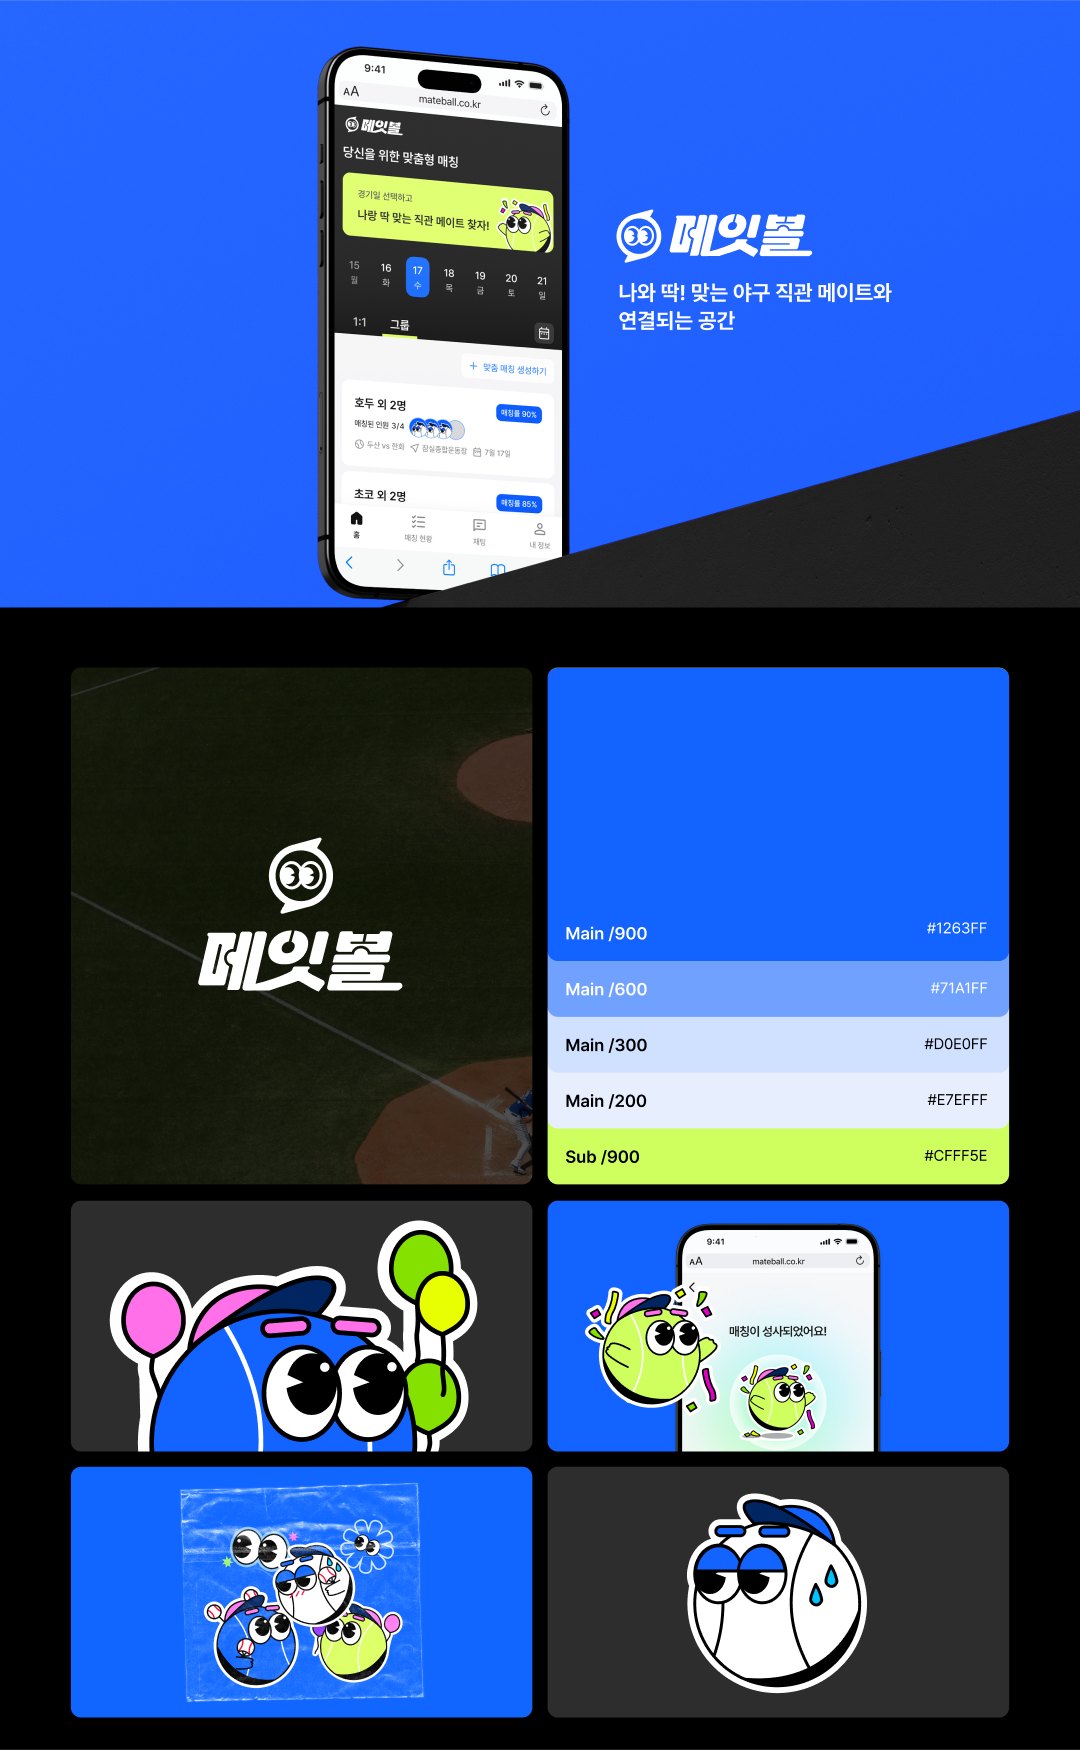 9:41
AA
mateball.co.kr
메잇볼
당신을 위한 맞춤형 매칭
경기일 선택하고
나랑 딱 맞는 직관 메이트 찾자!
15 16 17 18 19 20 21
월 화 수 목 금 토 일
1:1 그룹
+ 맞춤 매칭 생성하기
호두 외 2명
매칭률 90%
매칭된 인원 3/4
두산 vs 한화 잠실종합운동장 7월 17일
초코 외 2명
매칭률 85%
홈 매칭 현황 채팅 내 정보
메잇볼
나와 딱! 맞는 야구 직관 메이트와
연결되는 공간
메잇볼
Main /900 #1263FF
Main /600 #71A1FF
Main /300 #D0E0FF
Main /200 #E7EFFF
Sub /900 #CFFF5E
9:41
AA
mateball.co.kr
매칭이 성사되었어요!